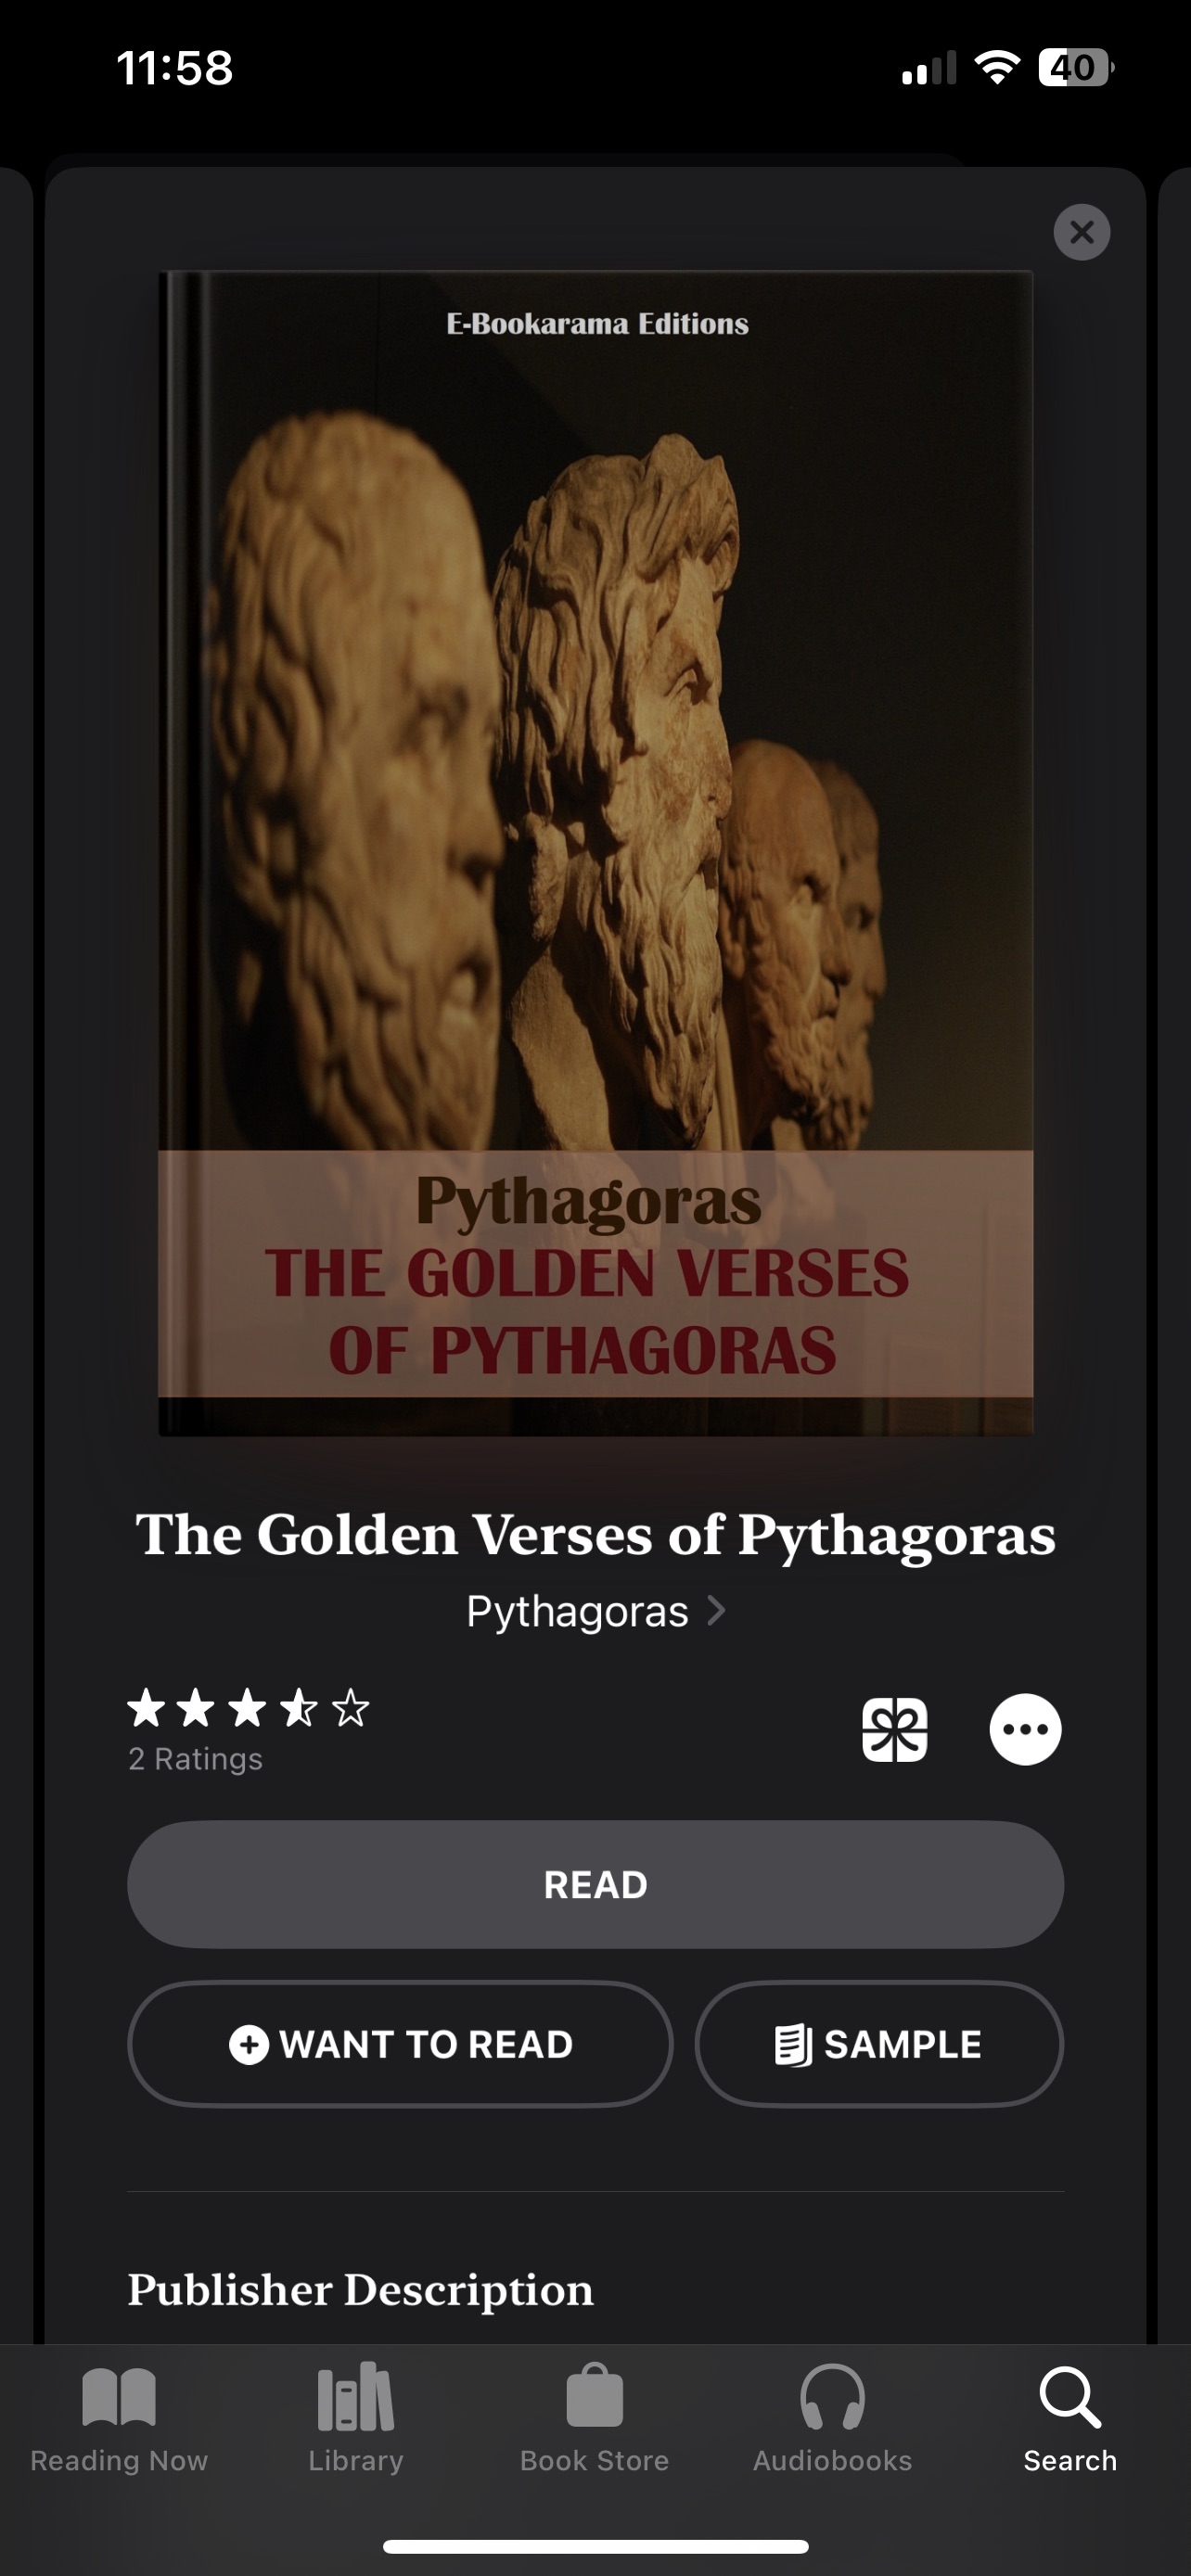 11:58
40
E-Bookarama Editions
Pythagoras
THE GOLDEN VERSES
OF PYTHAGORAS
The Golden Verses of Pythagoras
Pythagoras
2 Ratings
READ
WANT TO READ
SAMPLE
Publisher Description
Reading Now
Library
Book Store
Audiobooks
Search